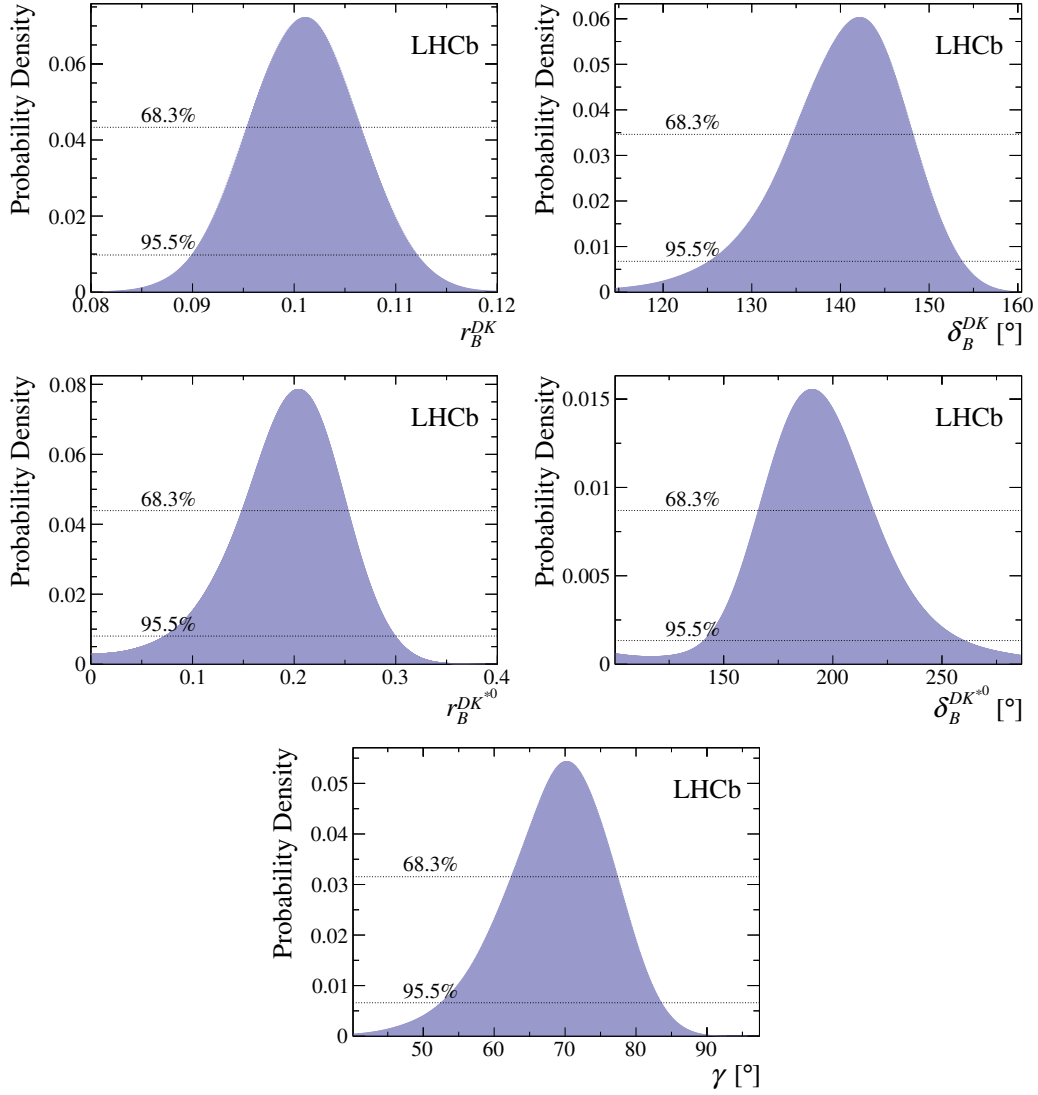 LHCb
Probability Density
0.06
0.04
0.02
0
68.3%
95.5%
0.08 0.09 0.1 0.11 0.12
r_B^{DK}
LHCb
Probability Density
0.06
0.05
0.04
0.03
0.02
0.01
0
68.3%
95.5%
120 130 140 150 160
δ_B^{DK} [°]
LHCb
Probability Density
0.08
0.06
0.04
0.02
0
68.3%
95.5%
0 0.1 0.2 0.3 0.4
r_B^{DK*0}
LHCb
Probability Density
0.015
0.01
0.005
0
68.3%
95.5%
150 200 250
δ_B^{DK*0} [°]
LHCb
Probability Density
0.05
0.04
0.03
0.02
0.01
0
68.3%
95.5%
50 60 70 80 90
γ [°]